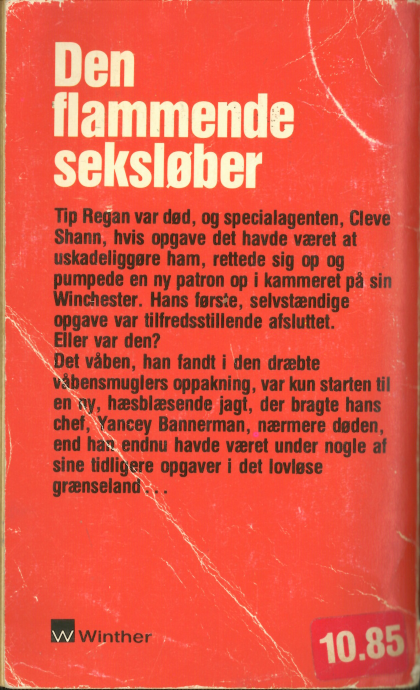 Den
flammende
seksløber
Tip Regan var død, og specialagenten, Cleve
Shann, hvis opgave det havde været at
uskadeliggøre ham, rettede sig op og
pumpede en ny patron op i kammeret på sin
Winchester. Hans første, selvstændige
opgave var tilfredsstillende afsluttet.
Eller var den?
Det våben, han fandt i den dræbte
våbensmuglers oppakning, var kun starten til
en ny, hæsblæsende jagt, der bragte hans
chef, Yancey Bannerman, nærmere døden,
end han endnu havde været under nogle af
sine tidligere opgaver i det lovløse
grænseland...
W Winther
10.85